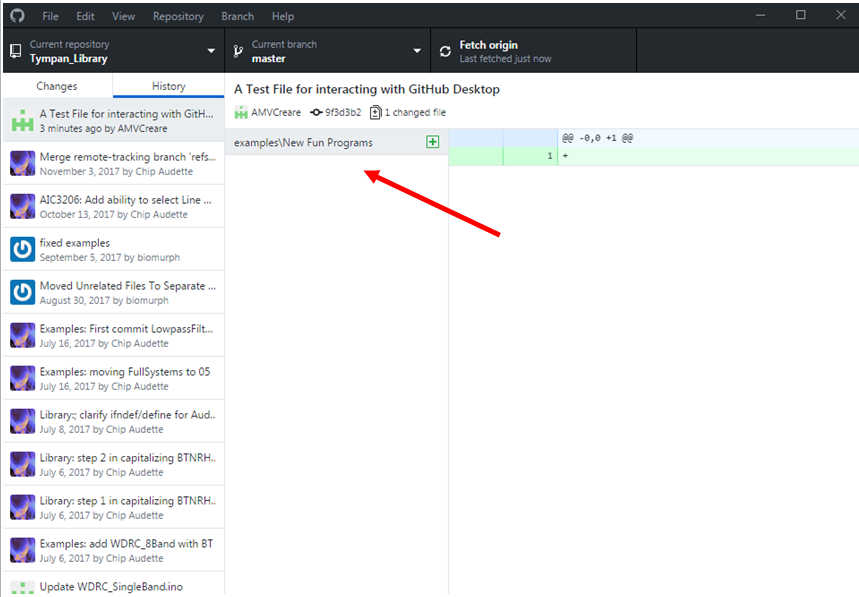 File Edit View Repository Branch Help
Current repository
Tympan_Library
Current branch
master
Fetch origin
Last fetched just now
Changes
History
A Test File for interacting with GitH...
3 minutes ago by AMVCreare
Merge remote-tracking branch 'refs...
November 3, 2017 by Chip Audette
AIC3206: Add ability to select Line ...
October 13, 2017 by Chip Audette
fixed examples
September 5, 2017 by biomurph
Moved Unrelated Files To Separate ...
August 30, 2017 by biomurph
Examples: First commit LowpassFilt...
July 16, 2017 by Chip Audette
Examples: moving FullSystems to 05
July 16, 2017 by Chip Audette
Library:; clarify ifndef/define for Aud..
July 8, 2017 by Chip Audette
Library: step 2 in capitalizing BTNRH..
July 6, 2017 by Chip Audette
Library: step 1 in capitalizing BTNRH..
July 6, 2017 by Chip Audette
Examples: add WDRC_8Band with BT
July 6, 2017 by Chip Audette
Update WDRC_SingleBand.ino
A Test File for interacting with GitHub Desktop
AMVCreare 9f3d3b2 1 changed file
examples\New Fun Programs
@@ -0,0 +1 @@
1 +